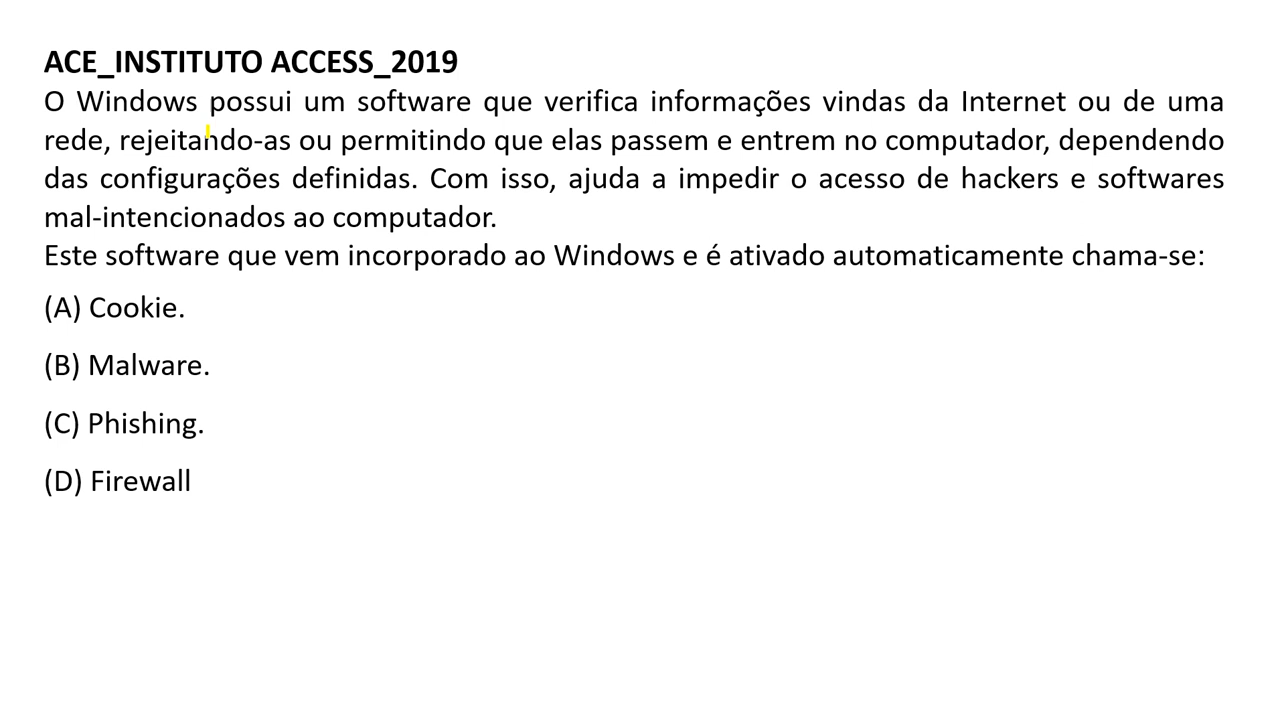 ACE_INSTITUTO ACCESS_2019
O Windows possui um software que verifica informações vindas da Internet ou de uma
rede, rejeitando-as ou permitindo que elas passem e entrem no computador, dependendo
das configurações definidas. Com isso, ajuda a impedir o acesso de hackers e softwares
mal-intencionados ao computador.
Este software que vem incorporado ao Windows e é ativado automaticamente chama-se:
(A) Cookie.
(B) Malware.
(C) Phishing.
(D) Firewall